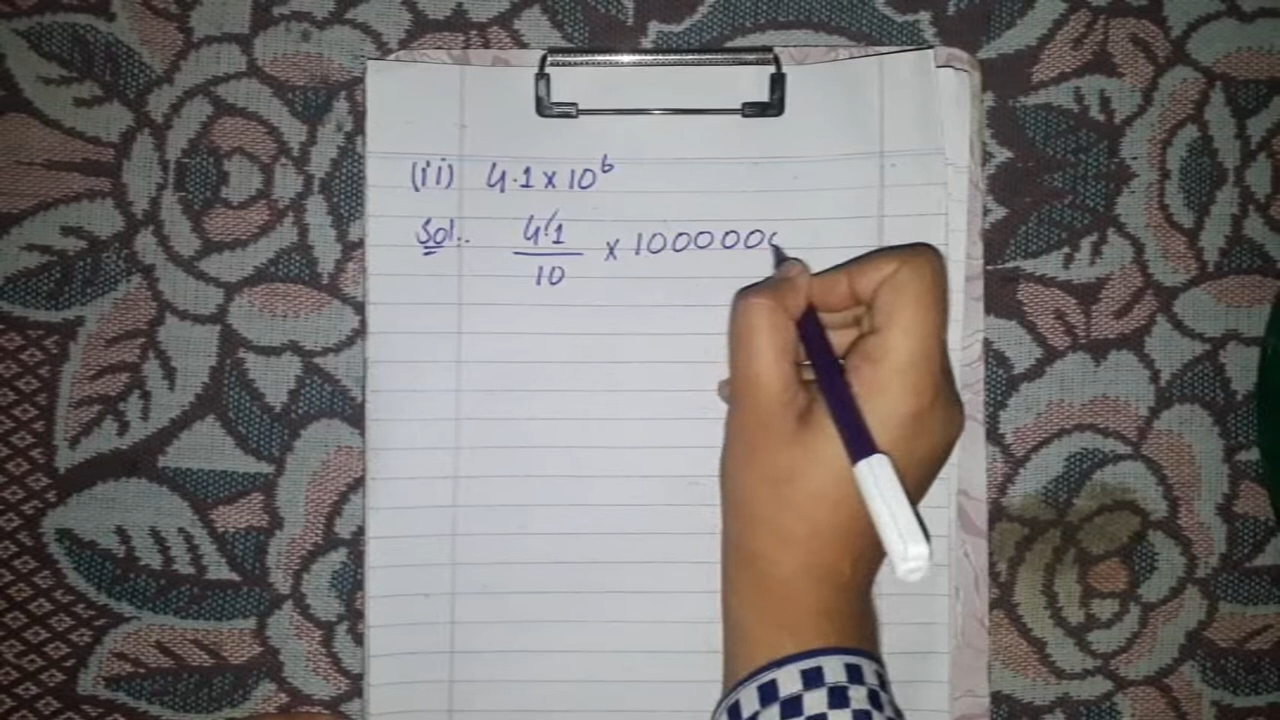 (ii) 4.1 x 10⁶
Sol:. 41/10 x 1000000